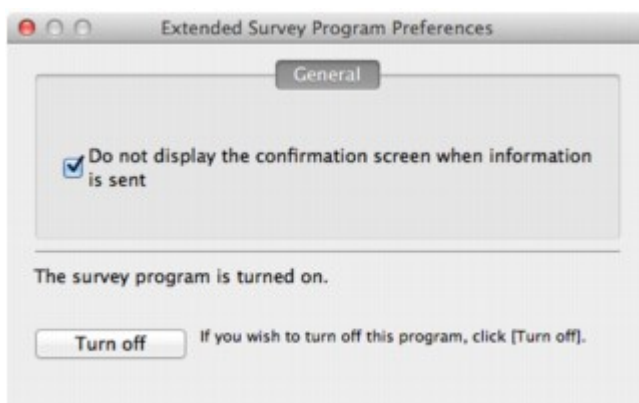 Extended Survey Program Preferences
General
Do not display the confirmation screen when information
is sent
The survey program is turned on.
Turn off
If you wish to turn off this program, click [Turn off].